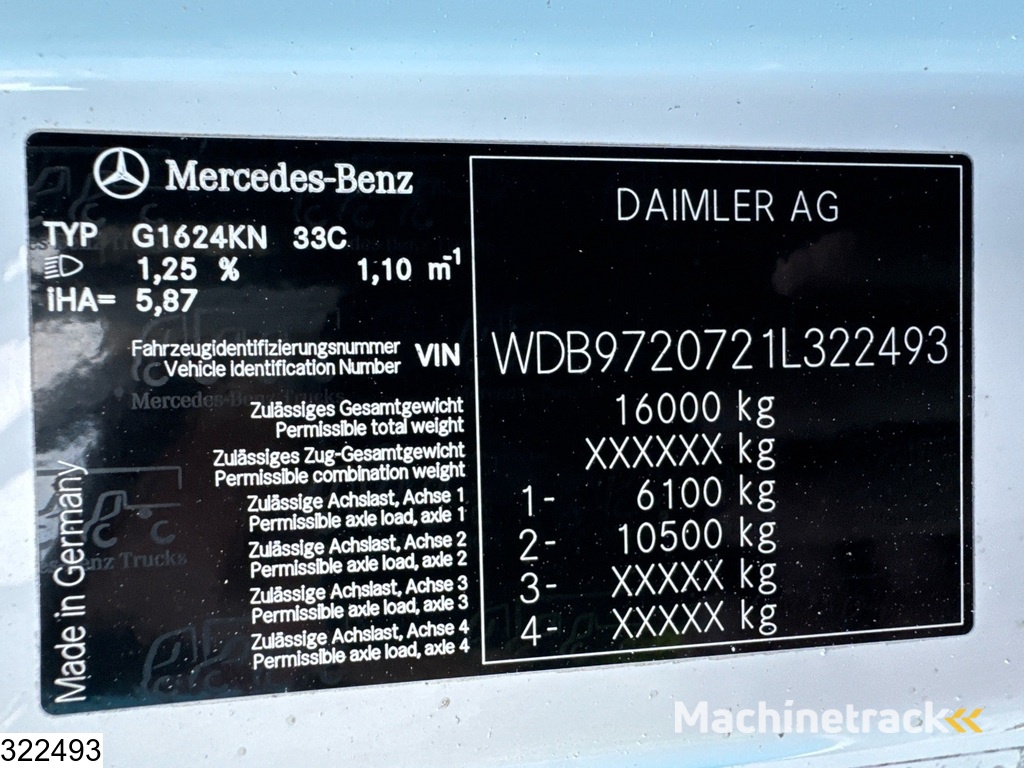 Mercedes-Benz
TYP G1624KN 33C
1,25 % 1,10 m-1
iHA= 5,87
Fahrzeugidentifizierungsnummer
Vehicle Identification Number
VIN
Zulässiges Gesamtgewicht
Permissible total weight
Zulässiges Zug-Gesamtgewicht
Permissible combination weight
Zulässige Achslast, Achse 1
Permissible axle load, axle 1
Zulässige Achslast, Achse 2
Permissible axle load, axle 2
Zulässige Achslast, Achse 3
Permissible axle load, axle 3
Zulässige Achslast, Achse 4
Permissible axle load, axle 4
Made in Germany
DAIMLER AG
WDB9720721L322493
16000 kg
XXXXXX kg
1- 6100 kg
2- 10500 kg
3- XXXXX kg
4- XXXXX kg
Mercedes-Benz Trucks
Machinetrack
322493